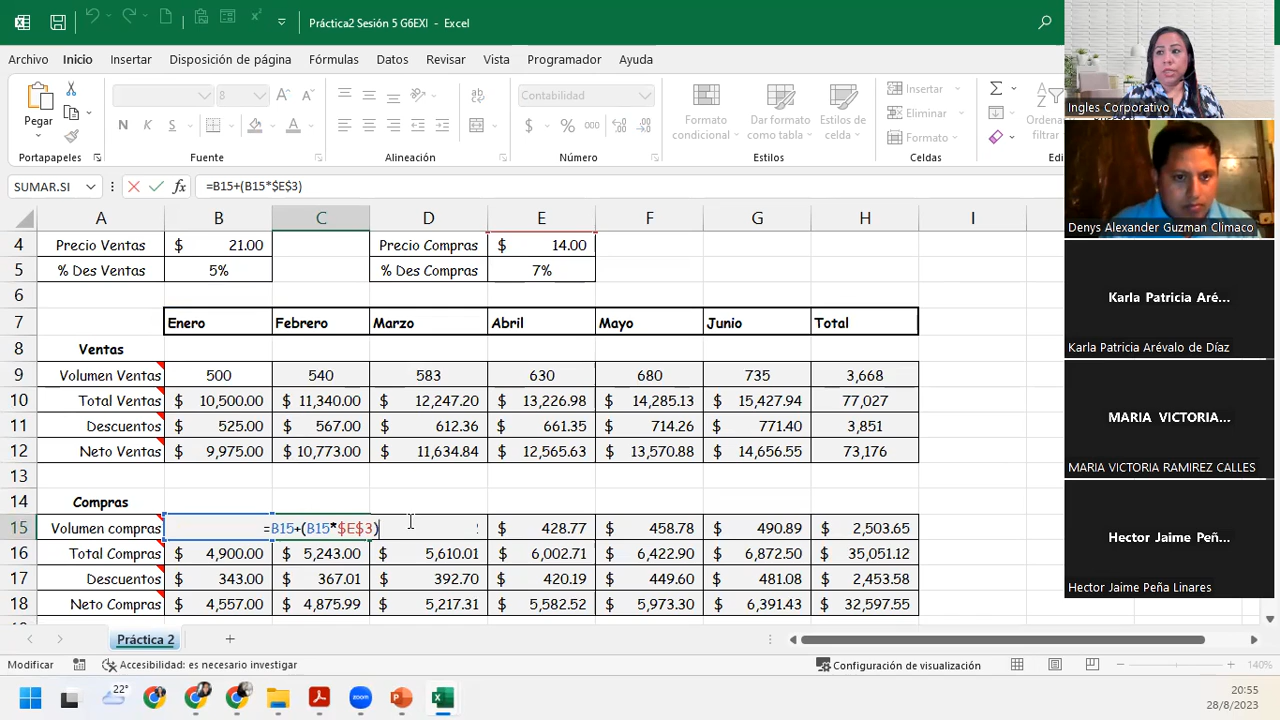 Práctica2 Sesión 5 G6EXI - Excel
Archivo Inicio Insertar Disposición de página Fórmulas Datos Ayuda
Pegar
8
Insertar
Eliminar
Formato
Portapapeles Fuente Alineación Número Estilos Celdas
SUMAR.SI =B15+(B15*$E$3)
A B C D E F G H I
4 Precio Ventas $ 21.00 Precio Compras $ 14.00
5 % Des Ventas 5% % Des Compras 7%
6
7 Enero Febrero Marzo Abril Mayo Junio Total
8 Ventas
9 Volumen Ventas 500 540 583 630 680 735 3,668
10 Total Ventas $ 10,500.00 $ 11,340.00 $ 12,247.20 $ 13,226.98 $ 14,285.13 $ 15,427.94 77,027
11 Descuentos $ 525.00 $ 567.00 $ 612.36 $ 661.35 $ 714.26 $ 771.40 3,851
12 Neto Ventas $ 9,975.00 $ 10,773.00 $ 11,634.84 $ 12,565.63 $ 13,570.88 $ 14,656.55 73,176
13
14 Compras
15 Volumen compras =B15+(B15*$E$3) $ 428.77 $ 458.78 $ 490.89 $ 2,503.65
16 Total Compras $ 4,900.00 $ 5,243.00 $ 5,610.01 $ 6,002.71 $ 6,422.90 $ 6,872.50 $ 35,051.12
17 Descuentos $ 343.00 $ 367.01 $ 392.70 $ 420.19 $ 449.60 $ 481.08 $ 2,453.58
18 Neto Compras $ 4,557.00 $ 4,875.99 $ 5,217.31 $ 5,582.52 $ 5,973.30 $ 6,391.43 $ 32,597.55
Práctica 2
Modificar Accesibilidad: es necesario investigar Configuración de visualización 140%
22°
20:55
28/8/2023
Ingles Corporativo
Denys Alexander Guzman Climaco
Karla Patricia Aré...
Karla Patricia Arévalo de Díaz
MARIA VICTORIA...
MARIA VICTORIA RAMIREZ CALLES
Hector Jaime Peñ...
Hector Jaime Peña Linares